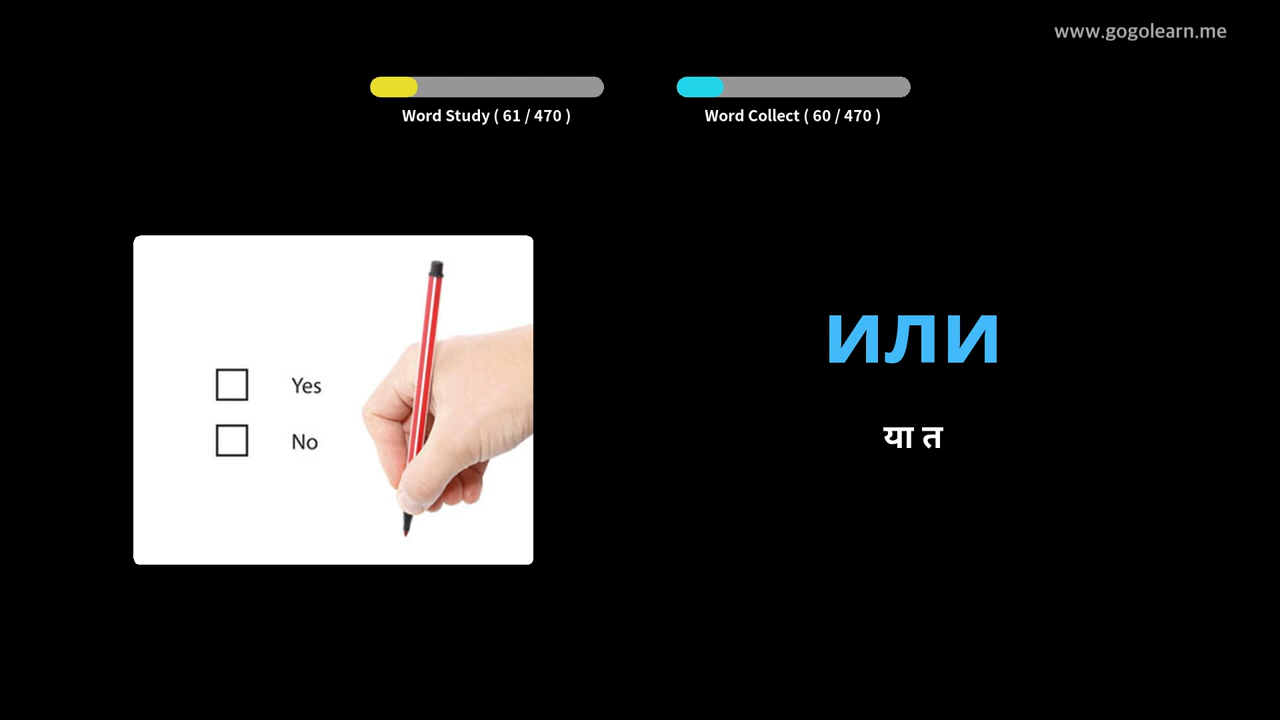 www.gogolearn.me
Word Study ( 61 / 470 )
Word Collect ( 60 / 470 )
Yes
No
или
या त